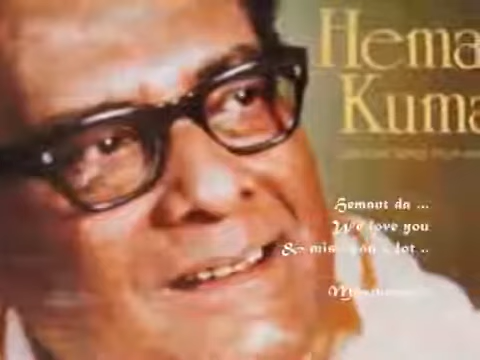 Hema
Kuma
Hemant da ...
We love you
& miss you a lot ..